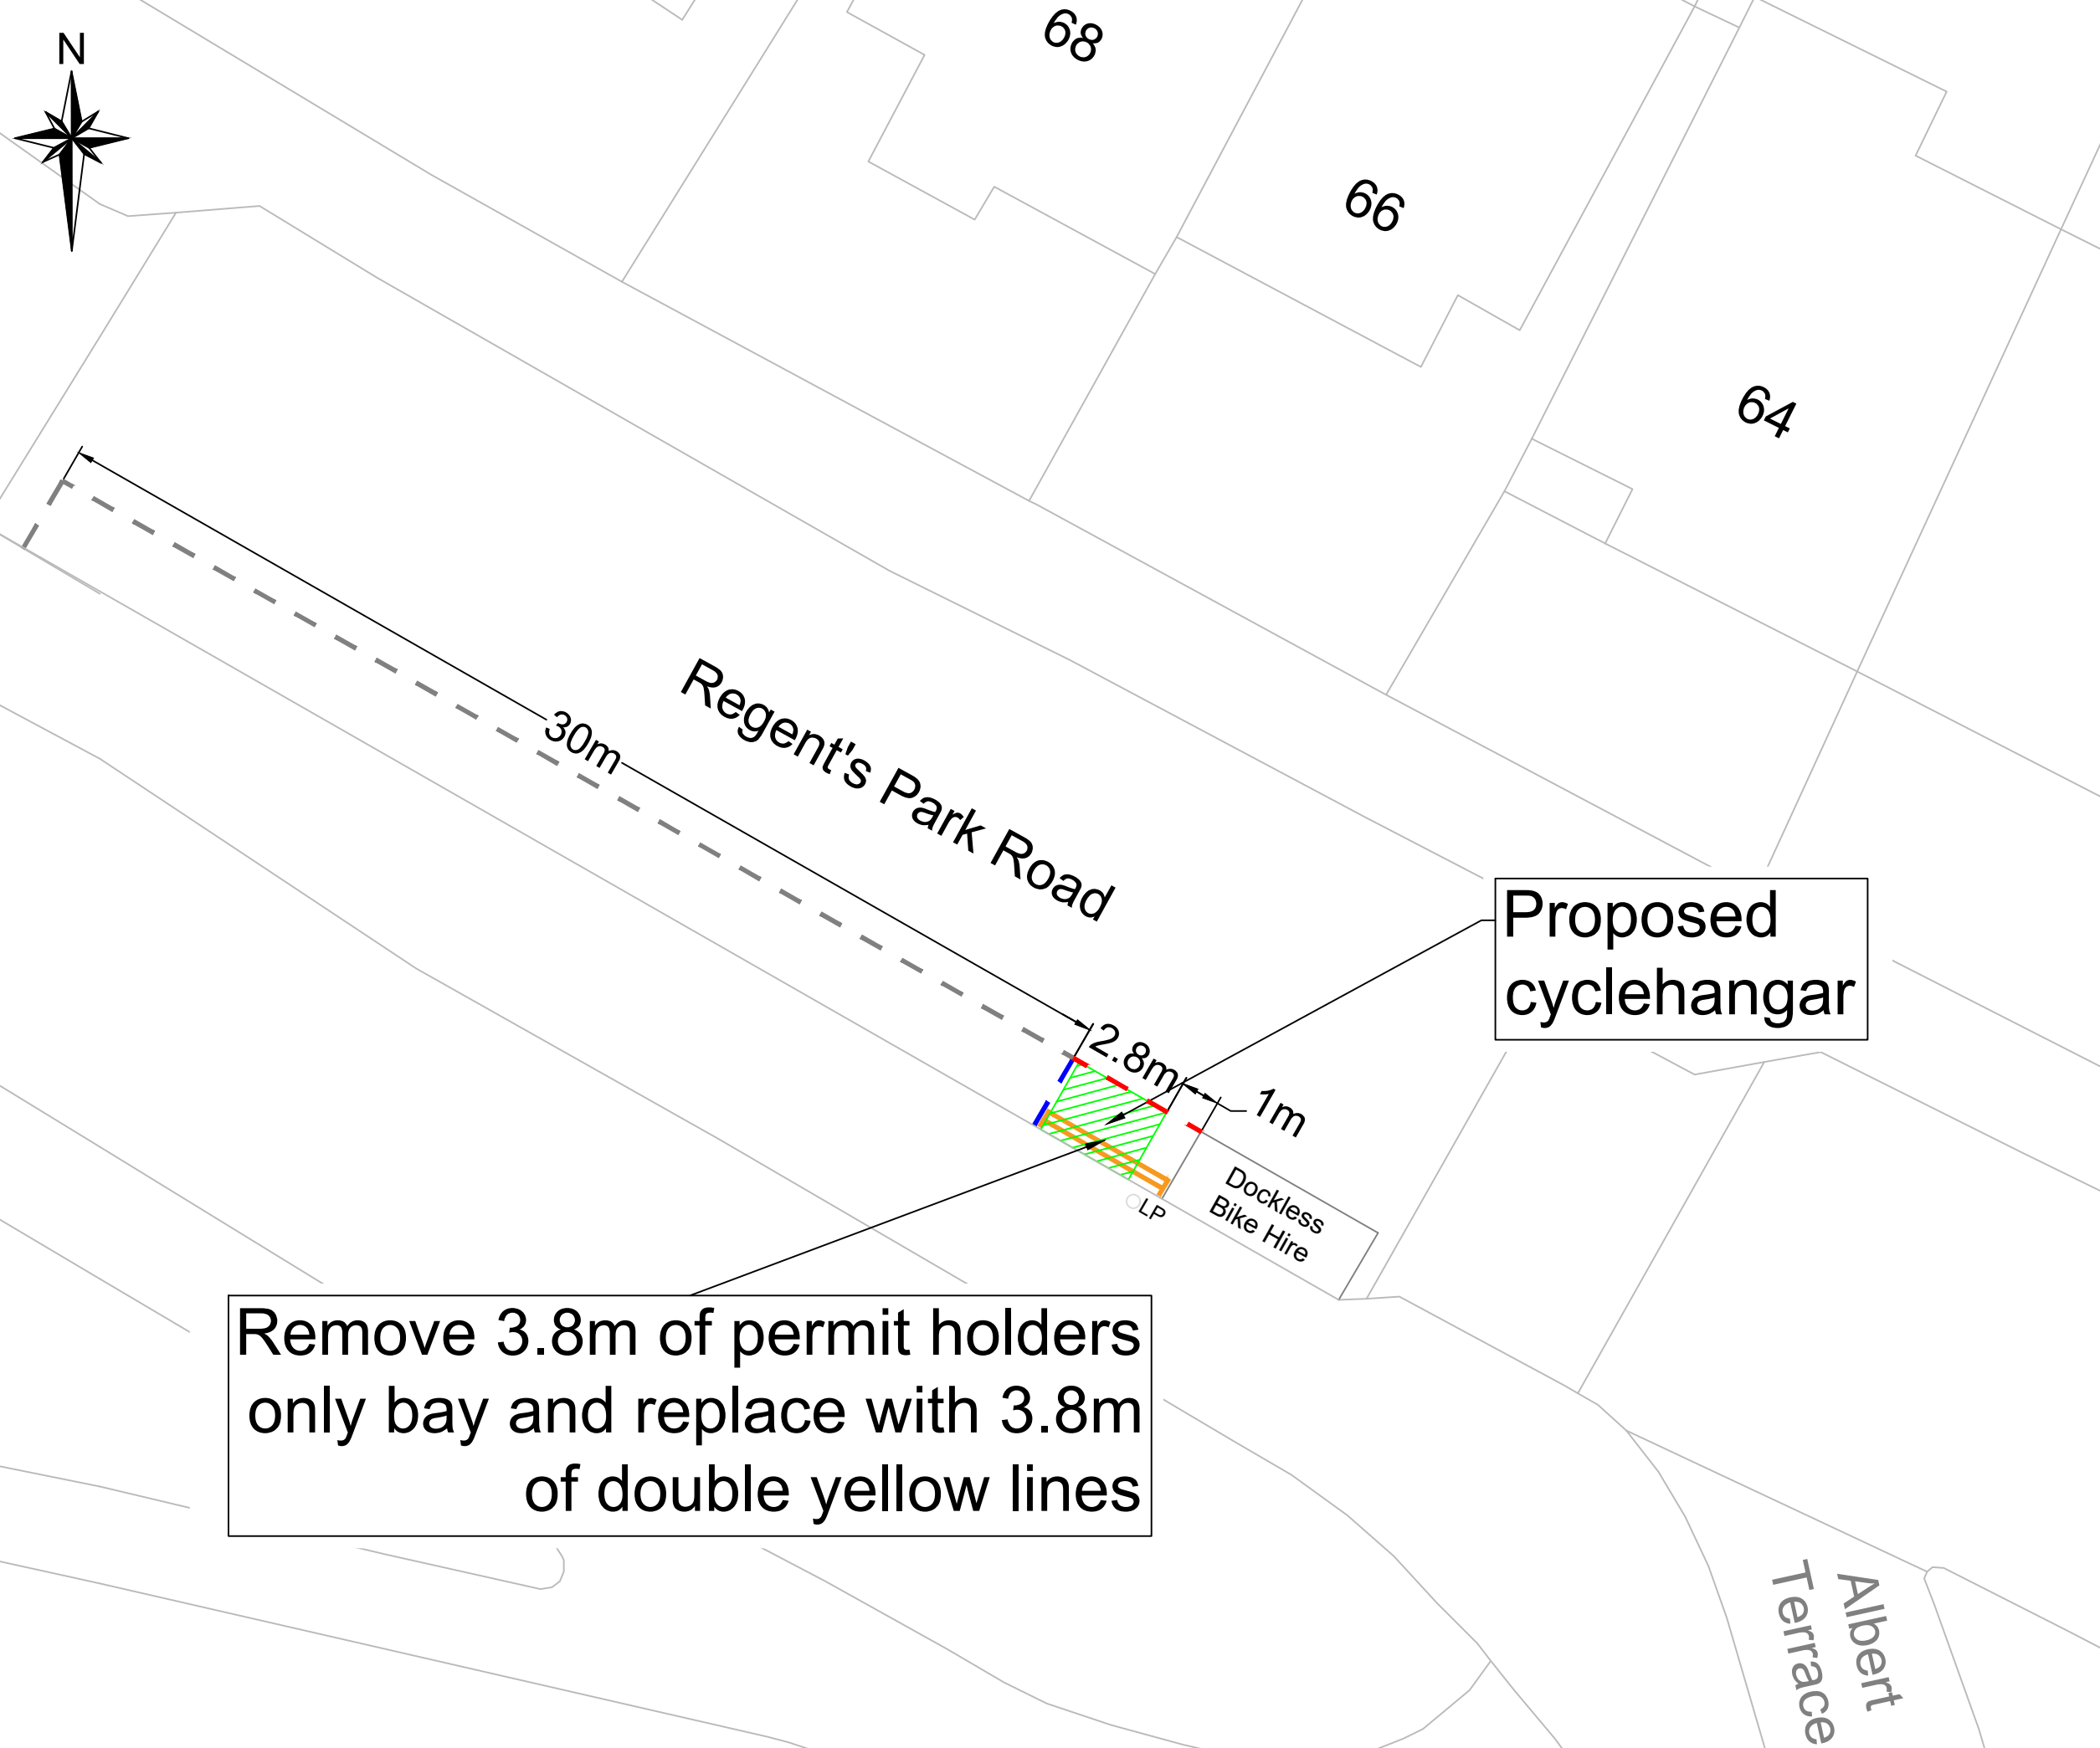 N
68
66
64
Regent's Park Road
30m
Proposed
cyclehangar
2.8m
1m
Dockless
Bike Hire
LP
Remove 3.8m of permit holders
only bay and replace with 3.8m
of double yellow lines
Albert
Terrace